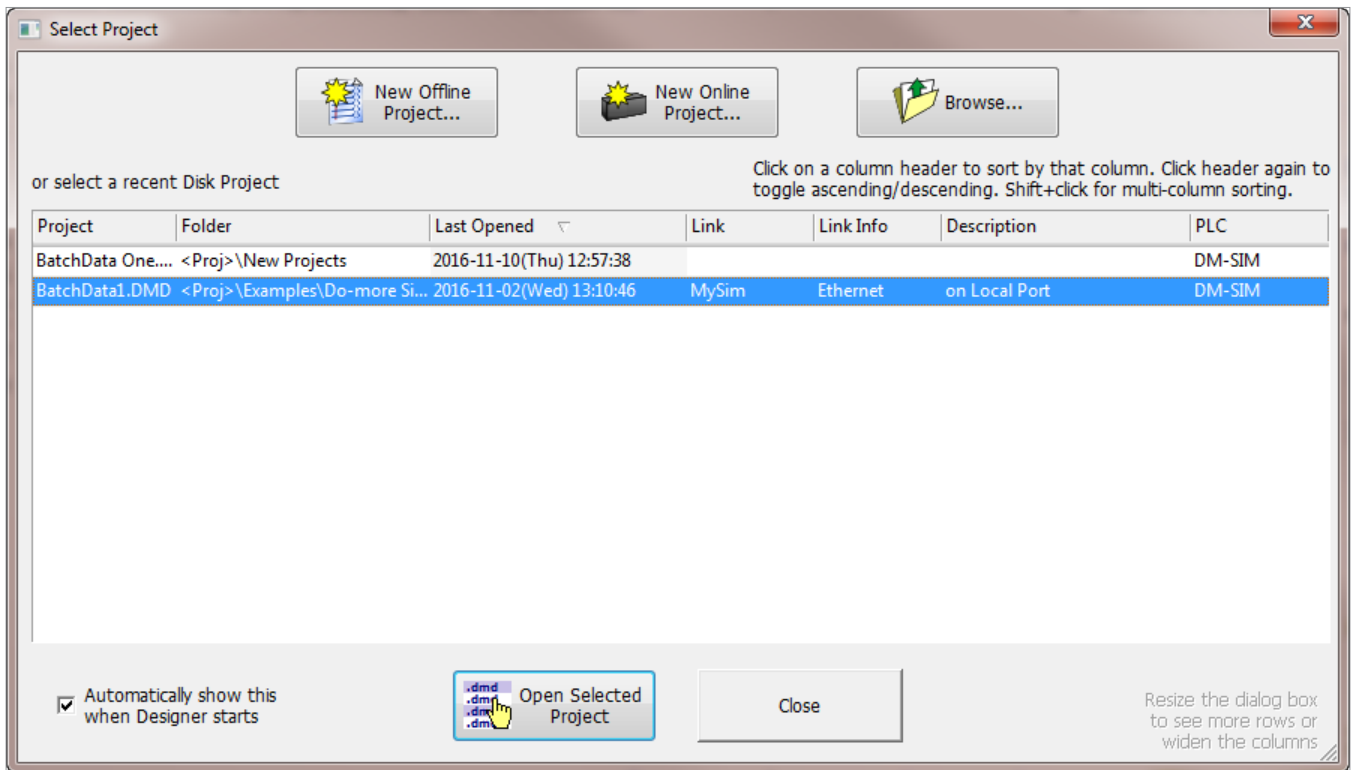 Select Project
New Offline
Project...
New Online
Project...
Browse...
or select a recent Disk Project
Click on a column header to sort by that column. Click header again to
toggle ascending/descending. Shift+click for multi-column sorting.
Project Folder Last Opened Link Link Info Description PLC
BatchData One.... <Proj>\New Projects 2016-11-10(Thu) 12:57:38 DM-SIM
BatchData1.DMD <Proj>\Examples\Do-more Si... 2016-11-02(Wed) 13:10:46 MySim Ethernet on Local Port DM-SIM
Automatically show this
when Designer starts
.dmd
.dmd
Open Selected
Project
Close
Resize the dialog box
to see more rows or
widen the columns